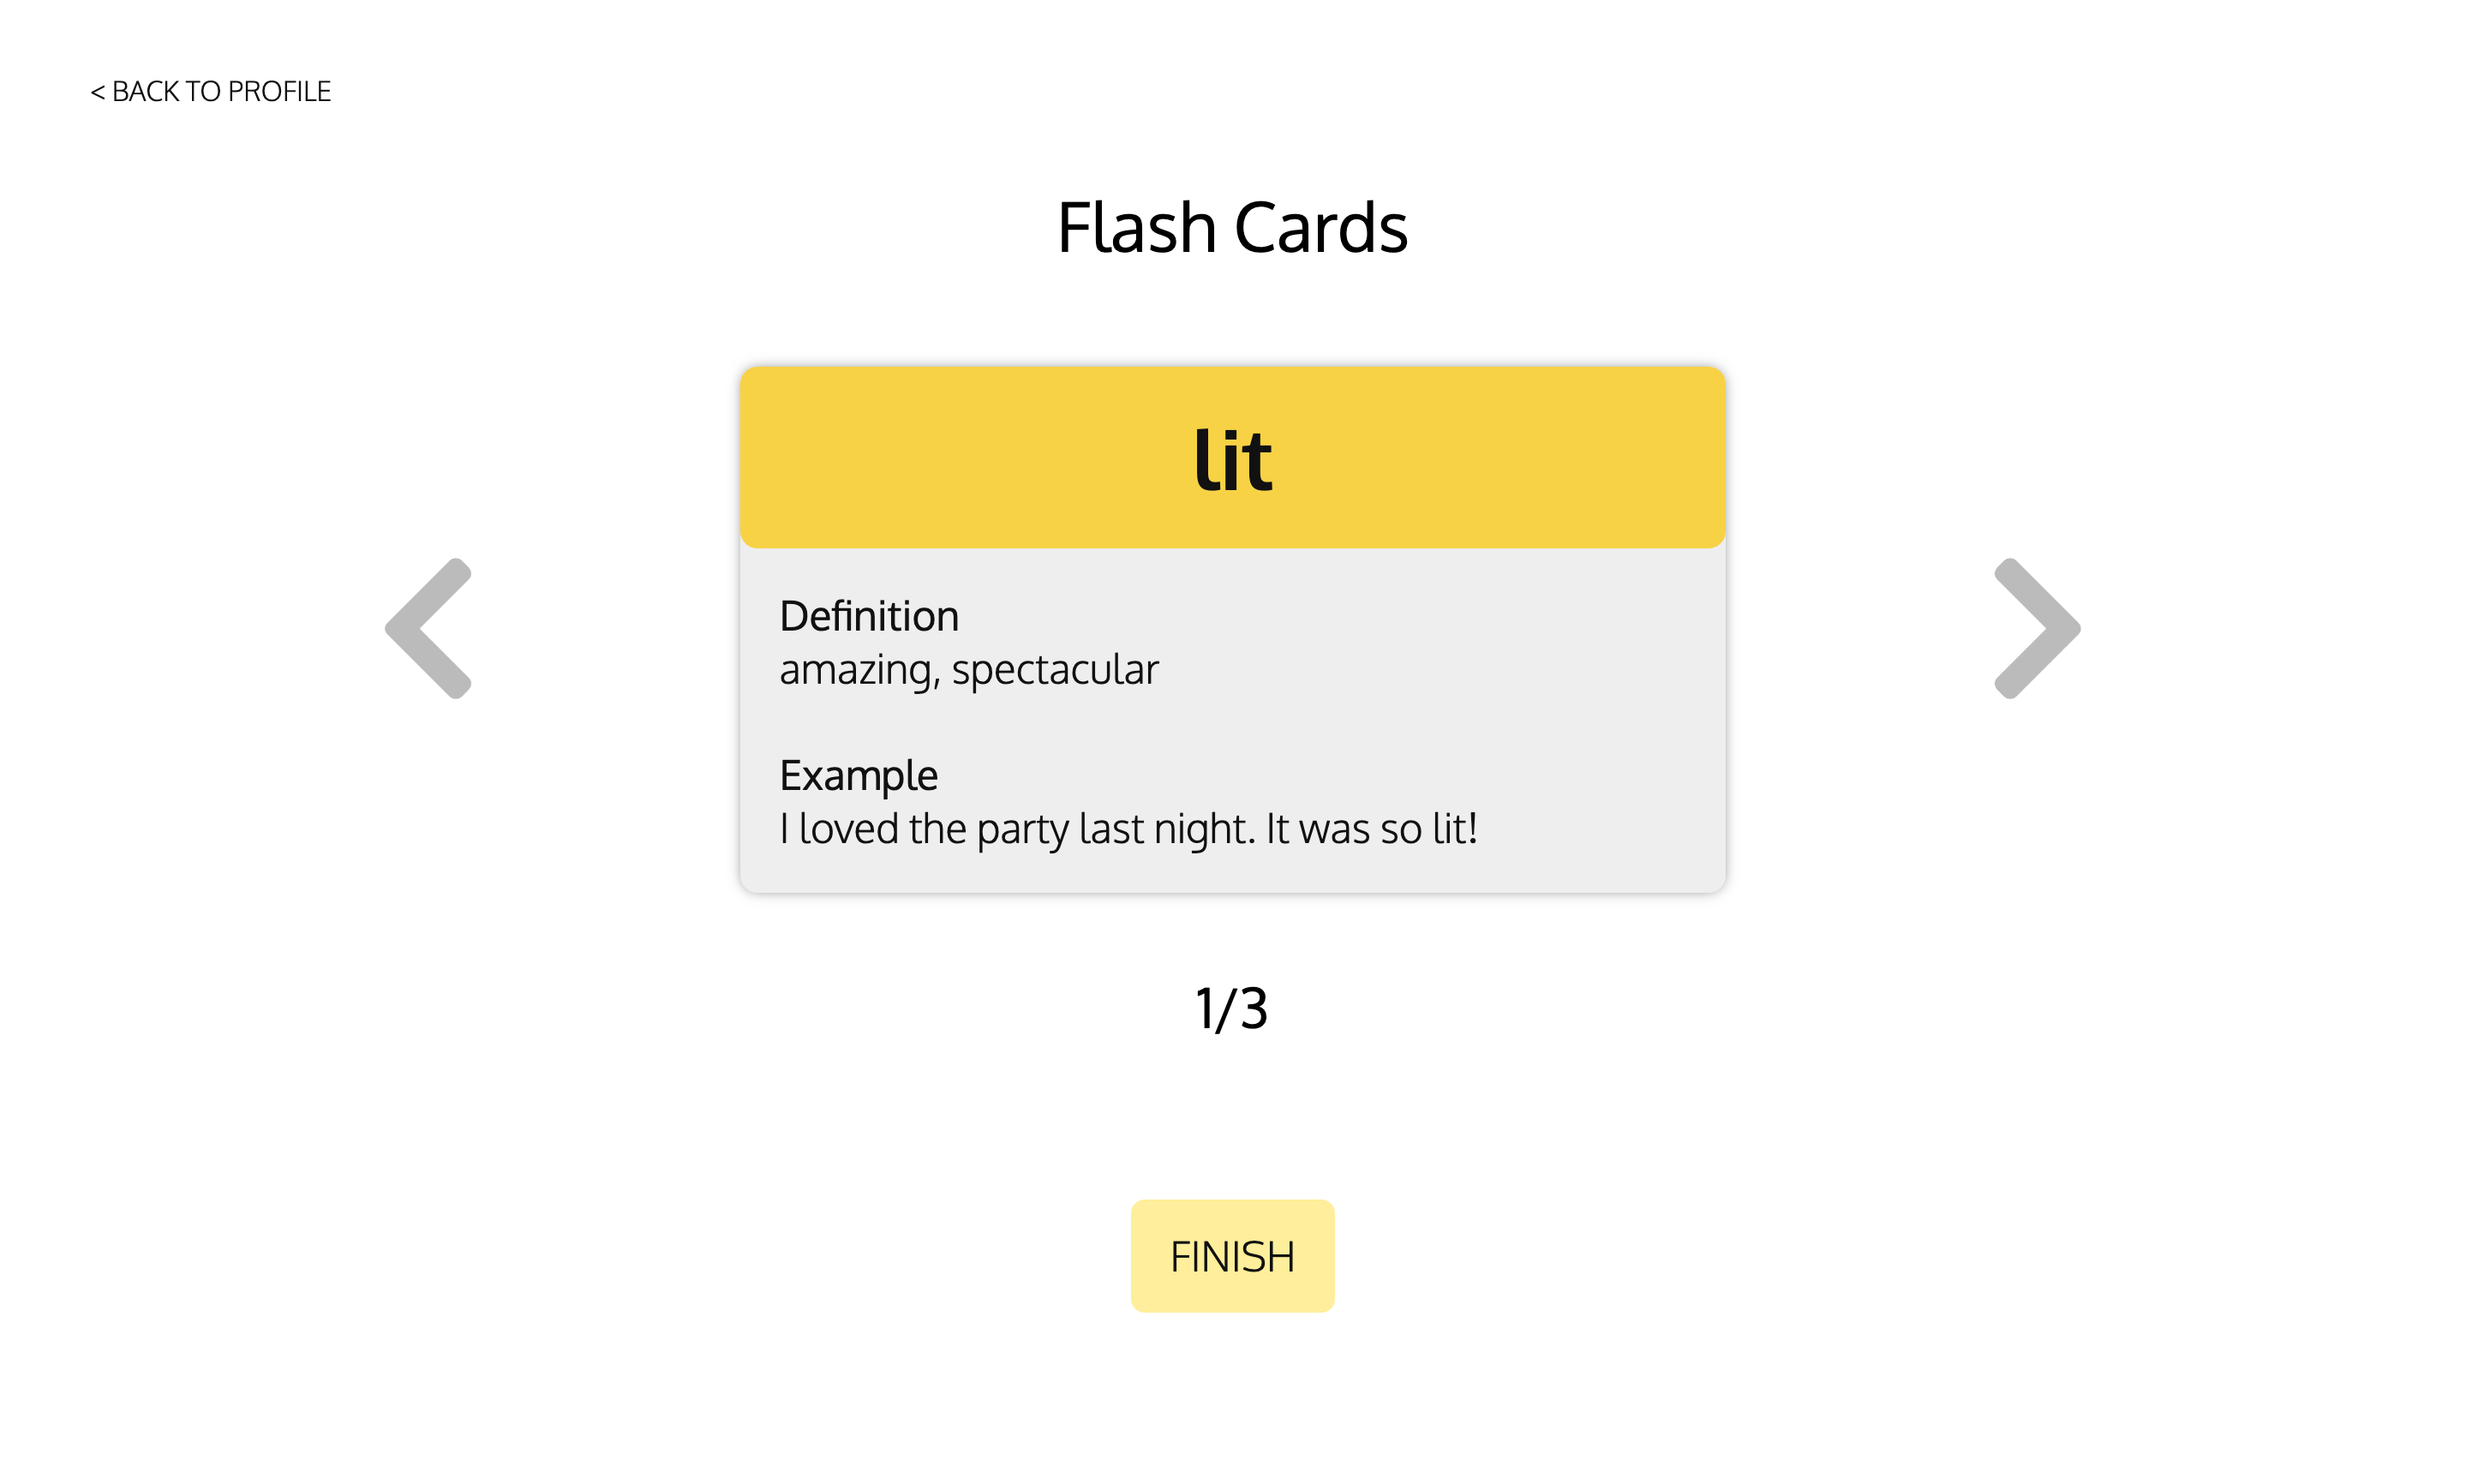 < BACK TO PROFILE
Flash Cards
lit
Definition
amazing, spectacular
Example
I loved the party last night. It was so lit!
1/3
FINISH